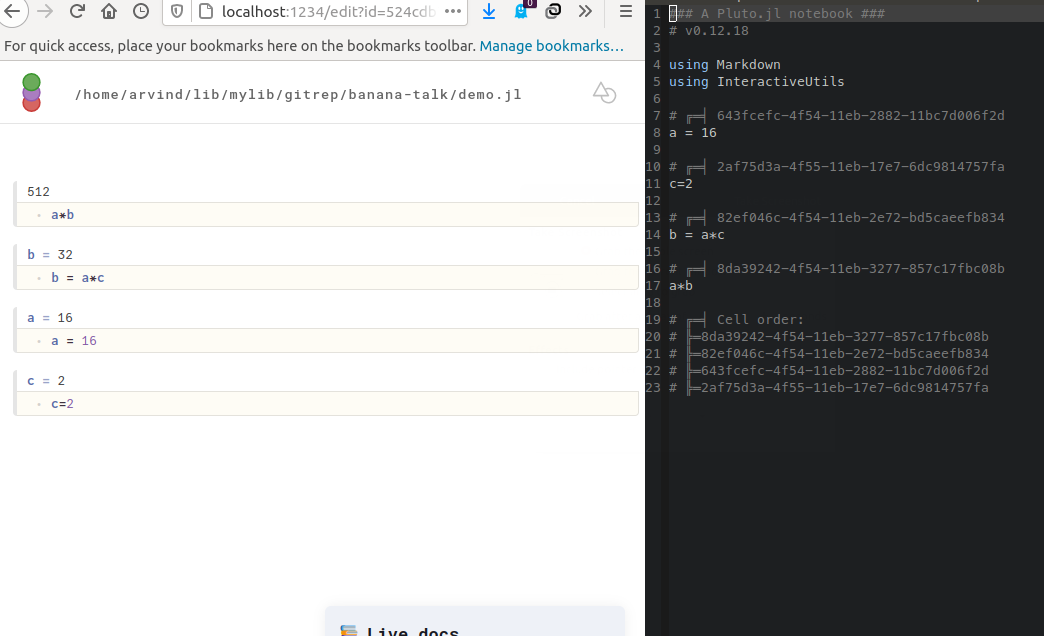 localhost:1234/edit?id=524cdb
0
For quick access, place your bookmarks here on the bookmarks toolbar. Manage bookmarks…
/home/arvind/lib/mylib/gitrep/banana-talk/demo.jl
512
a*b
b = 32
b = a*c
a = 16
a = 16
c = 2
c=2
Live docs
1 ### A Pluto.jl notebook ###
2 # v0.12.18
3
4 using Markdown
5 using InteractiveUtils
6
7 # ╔═╡ 643fcefc-4f54-11eb-2882-11bc7d006f2d
8 a = 16
9
10 # ╔═╡ 2af75d3a-4f55-11eb-17e7-6dc9814757fa
11 c=2
12
13 # ╔═╡ 82ef046c-4f54-11eb-2e72-bd5caeefb834
14 b = a*c
15
16 # ╔═╡ 8da39242-4f54-11eb-3277-857c17fbc08b
17 a*b
18
19 # ╔═╡ Cell order:
20 # ╠═8da39242-4f54-11eb-3277-857c17fbc08b
21 # ╠═82ef046c-4f54-11eb-2e72-bd5caeefb834
22 # ╠═643fcefc-4f54-11eb-2882-11bc7d006f2d
23 # ╠═2af75d3a-4f55-11eb-17e7-6dc9814757fa